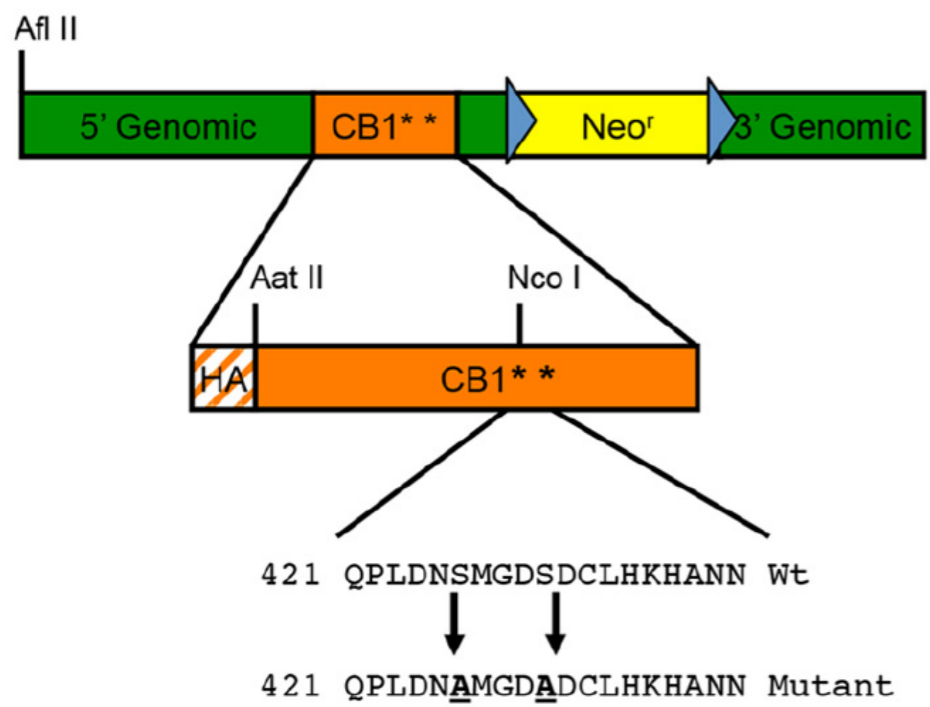 Afl II
5' Genomic CB1* * Neoʳ 3' Genomic
Aat II Nco I
HA CB1* *
421 QPLDNSMGDSDCLHKHANN Wt
421 QPLDNAMGDADCLHKHANN Mutant